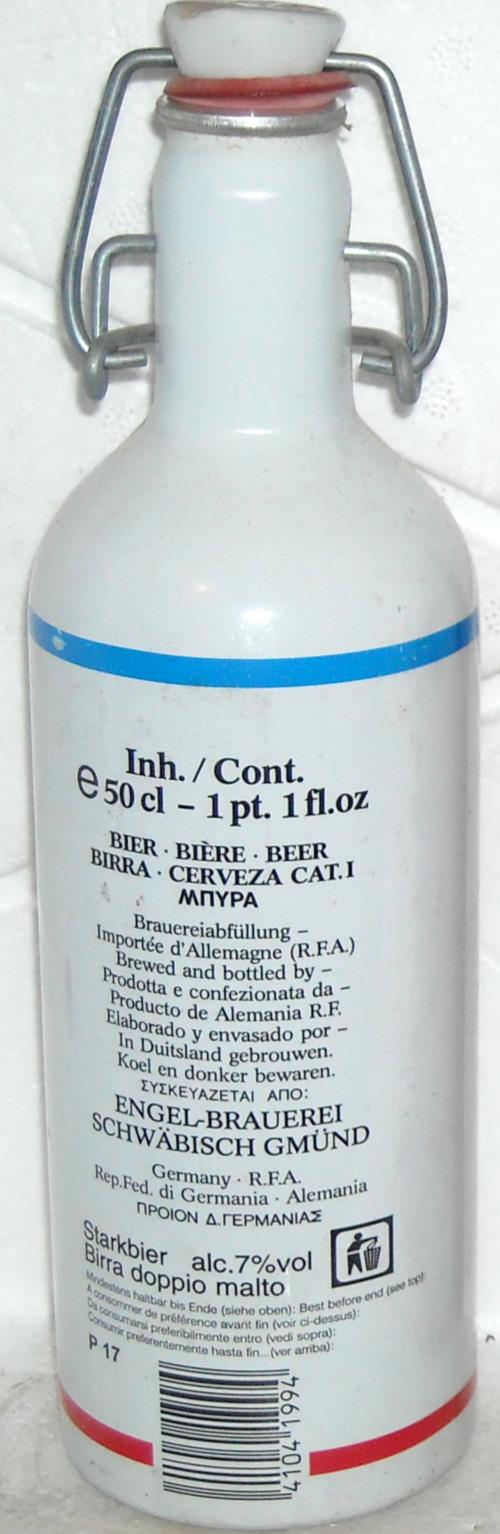 Inh. / Cont.
e 50 cl – 1 pt. 1 fl.oz
BIER · BIÈRE · BEER
BIRRA · CERVEZA CAT. I
ΜΠΥΡΑ
Brauereiabfüllung –
Importée d'Allemagne (R.F.A.)
Brewed and bottled by –
Prodotta e confezionata da –
Producto de Alemania R.F.
Elaborado y envasado por –
In Duitsland gebrouwen.
Koel en donker bewaren.
ΣΥΣΚΕΥΑΖΕΤΑΙ ΑΠΟ:
ENGEL-BRAUEREI
SCHWÄBISCH GMÜND
Germany · R.F.A.
Rep.Fed. di Germania · Alemania
ΠΡΟΙΟΝ Δ.ΓΕΡΜΑΝΙΑΣ
Starkbier alc.7%vol
Birra doppio malto
Mindestens haltbar bis Ende (siehe oben): Best before end (see top):
A consommer de préférence avant fin (voir ci-dessus):
Da consumarsi preferibilmente entro (vedi sopra):
Consumir preferentemente hasta fin...(ver arriba):
P 17
4104 1994